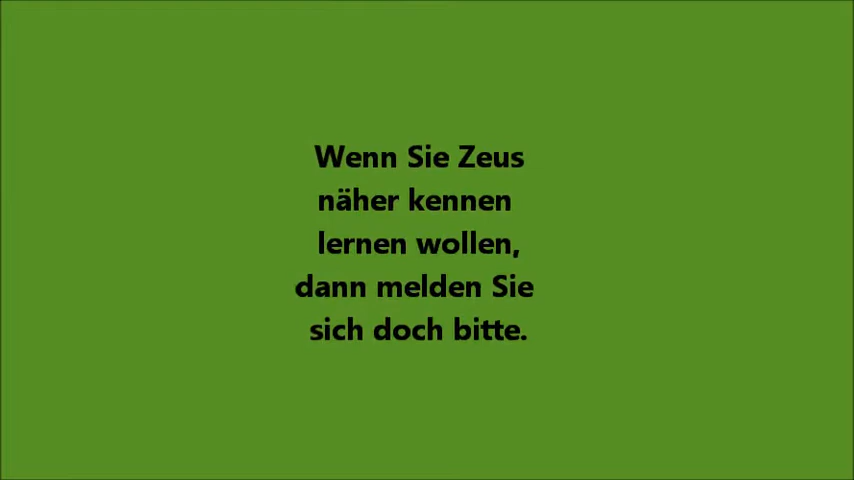 Wenn Sie Zeus
näher kennen
lernen wollen,
dann melden Sie
sich doch bitte.